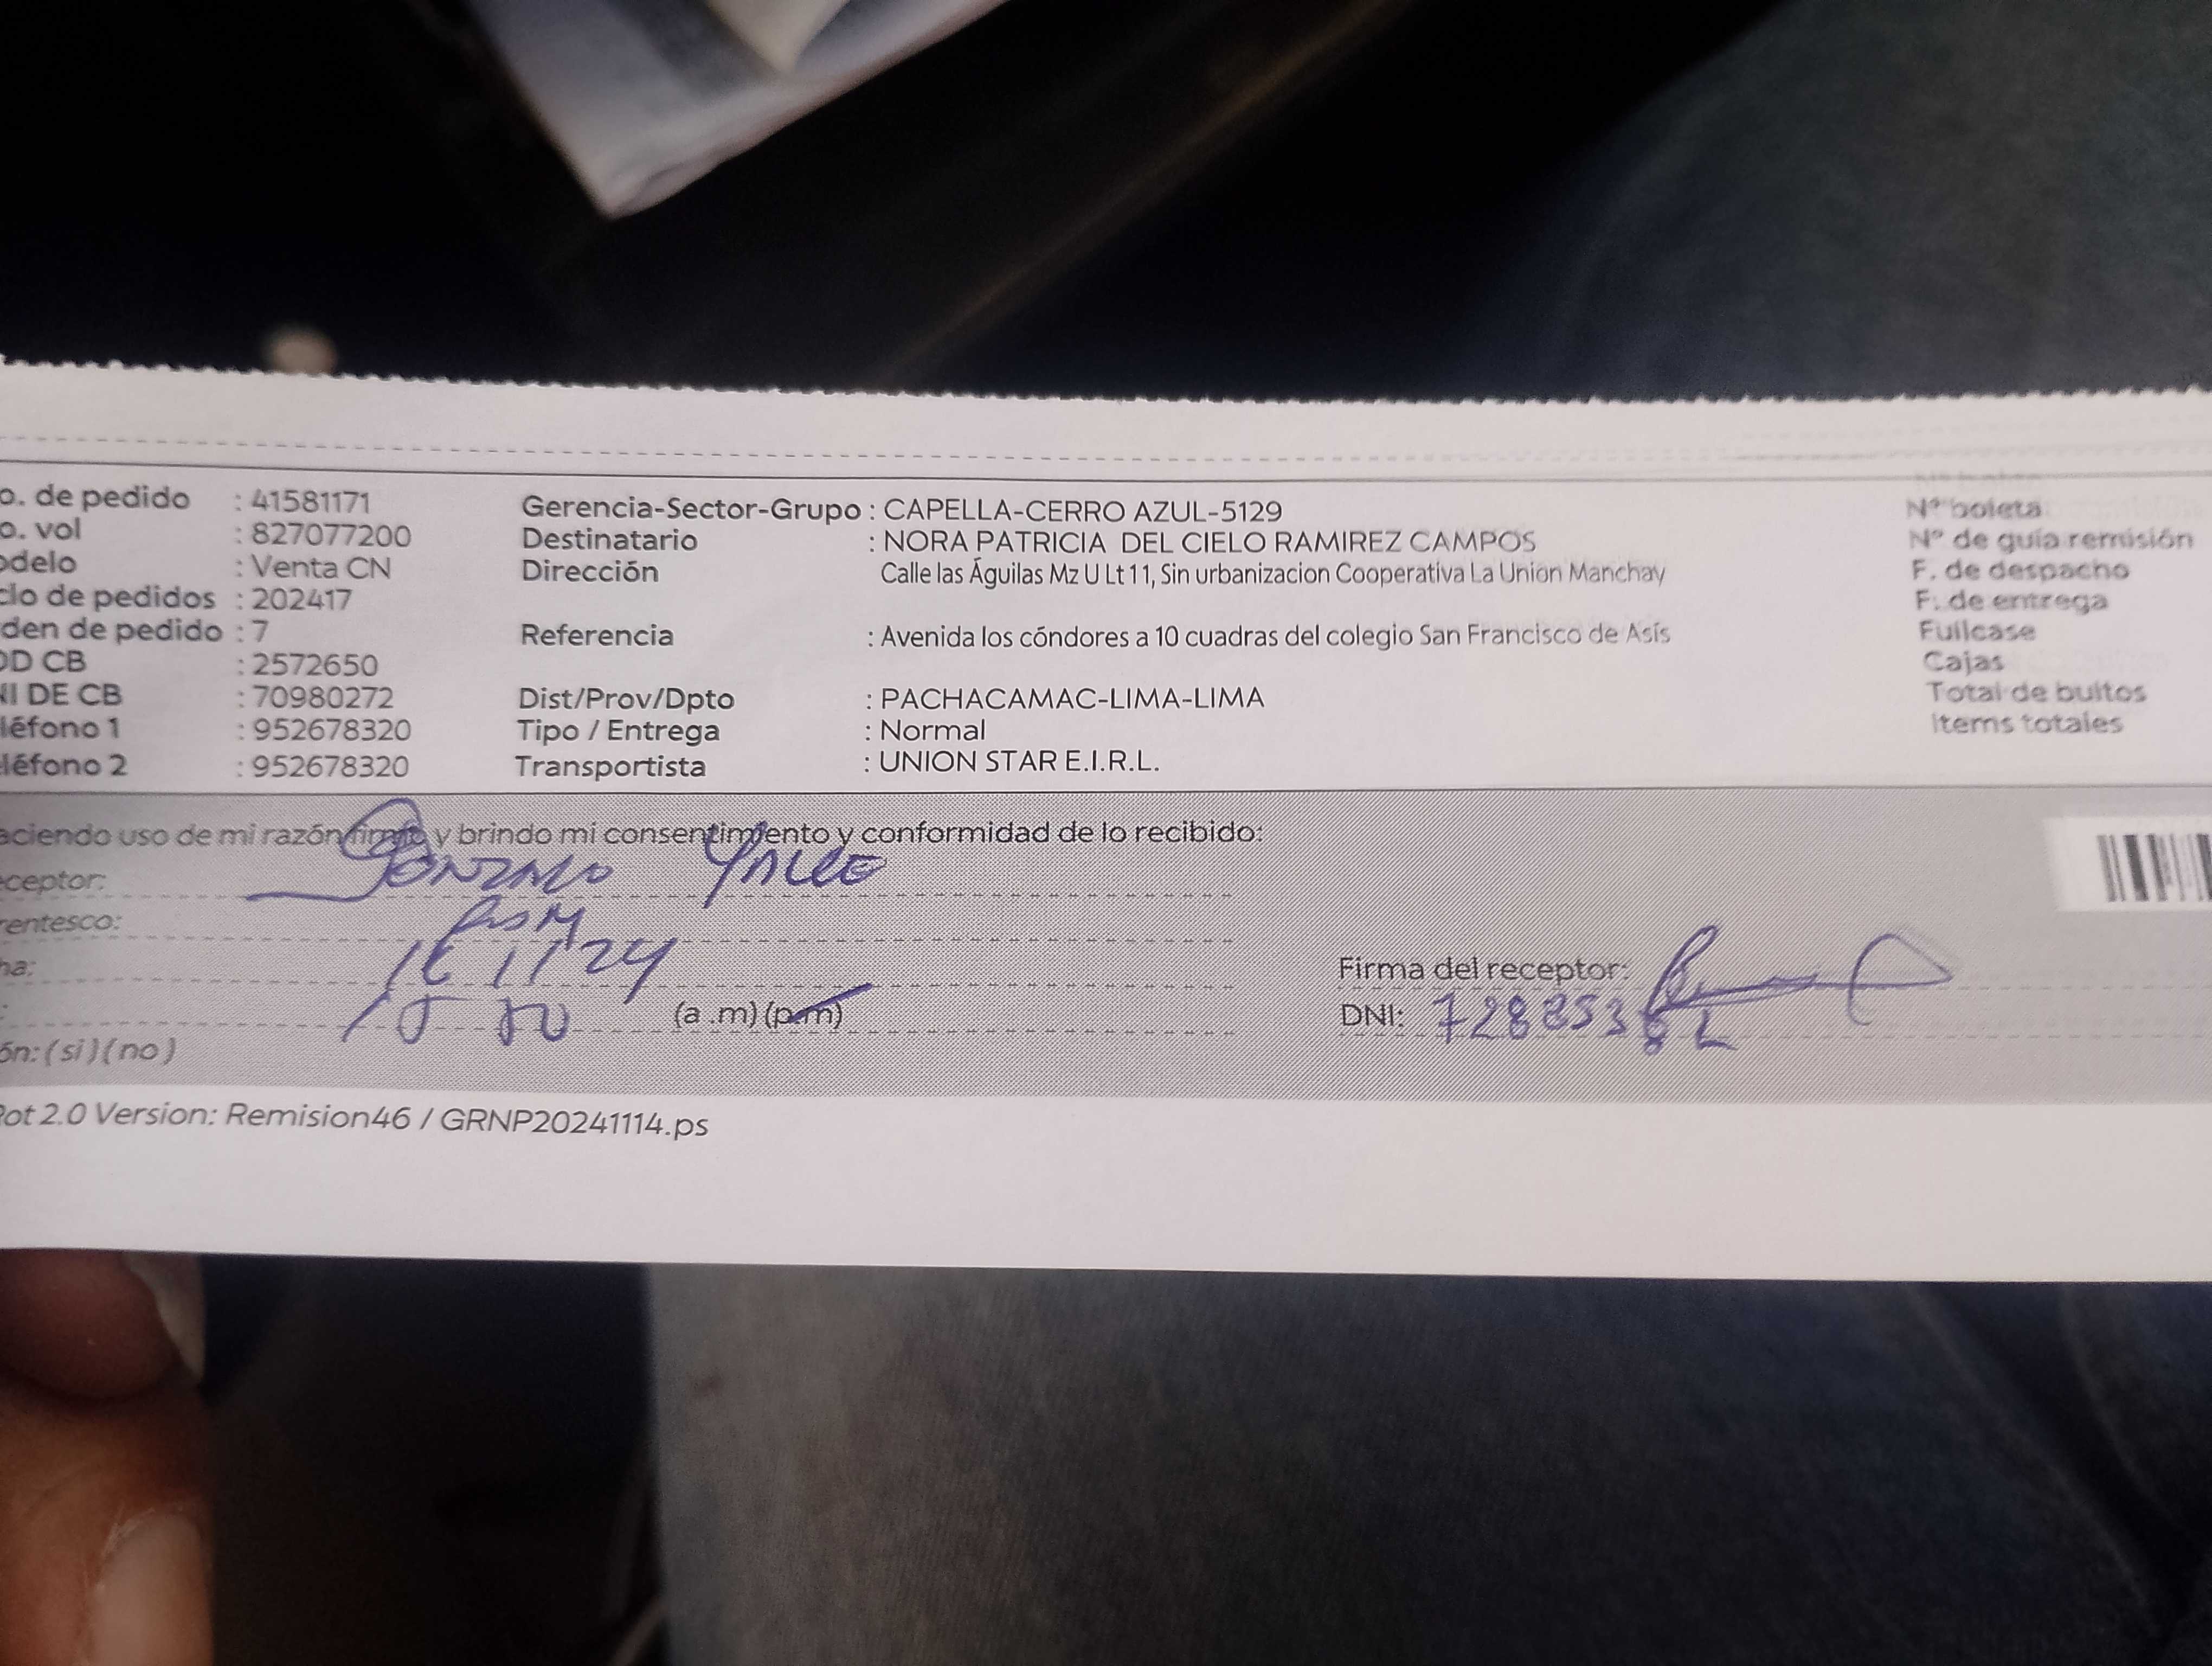 o. de pedido : 41581171
o. vol : 827077200
odelo : Venta CN
clo de pedidos : 202417
den de pedido : 7
OD CB : 2572650
NI DE CB : 70980272
léfono 1 : 952678320
léfono 2 : 952678320
Gerencia-Sector-Grupo : CAPELLA-CERRO AZUL-5129
Destinatario : NORA PATRICIA DEL CIELO RAMIREZ CAMPOS
Dirección Calle las Águilas Mz U Lt 11, Sin urbanizacion Cooperativa La Union Manchay
Referencia : Avenida los cóndores a 10 cuadras del colegio San Francisco de Asís
Dist/Prov/Dpto : PACHACAMAC-LIMA-LIMA
Tipo / Entrega : Normal
Transportista : UNION STAR E.I.R.L.
Nº boleta
Nº de guía remisión
F. de despacho
F. de entrega
Fullcase
Cajas
Total de bultos
Items totales
aciendo uso de mi razón firmo y brindo mi consentimiento y conformidad de lo recibido:
ceptor: GONZALO
rentesco:
ha: 16 11 24
: (a .m) (p.m)
ón: ( si ) ( no )
Firma del receptor:
DNI:
Pot 2.0 Version: Remision46 / GRNP20241114.ps